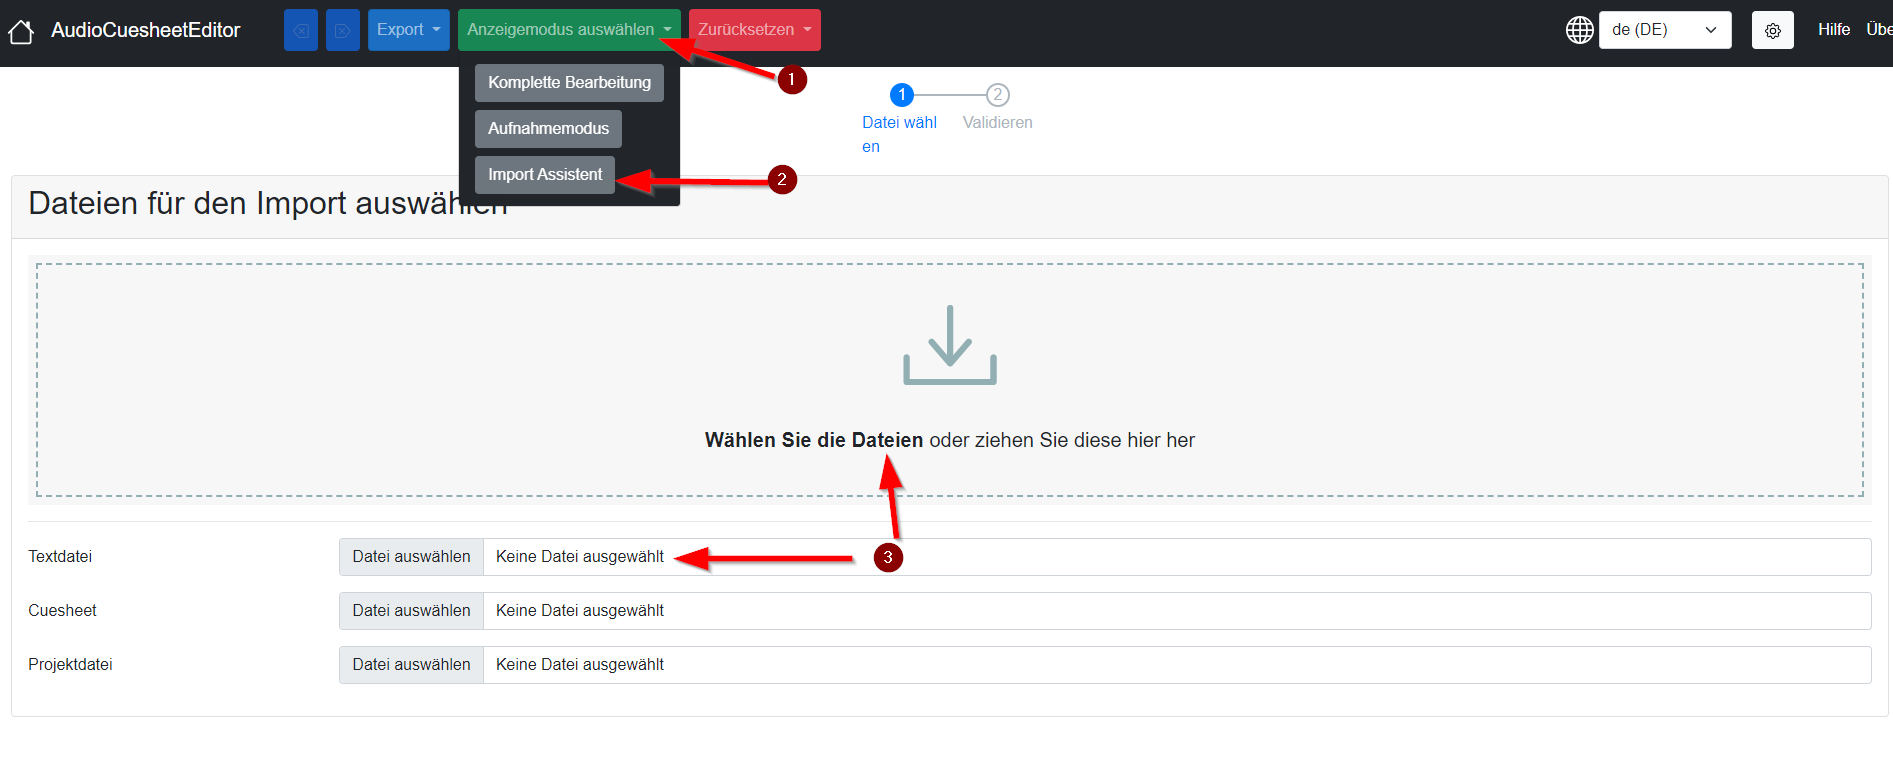 AudioCuesheetEditor Export Anzeigemodus auswählen Zurücksetzen de (DE) Hilfe Übe
Komplette Bearbeitung
Aufnahmemodus
Import Assistent
1
2
1 2
Datei wähl
en
Validieren
Dateien für den Import auswählen
Wählen Sie die Dateien oder ziehen Sie diese hier her
Textdatei Datei auswählen Keine Datei ausgewählt 3
Cuesheet Datei auswählen Keine Datei ausgewählt
Projektdatei Datei auswählen Keine Datei ausgewählt